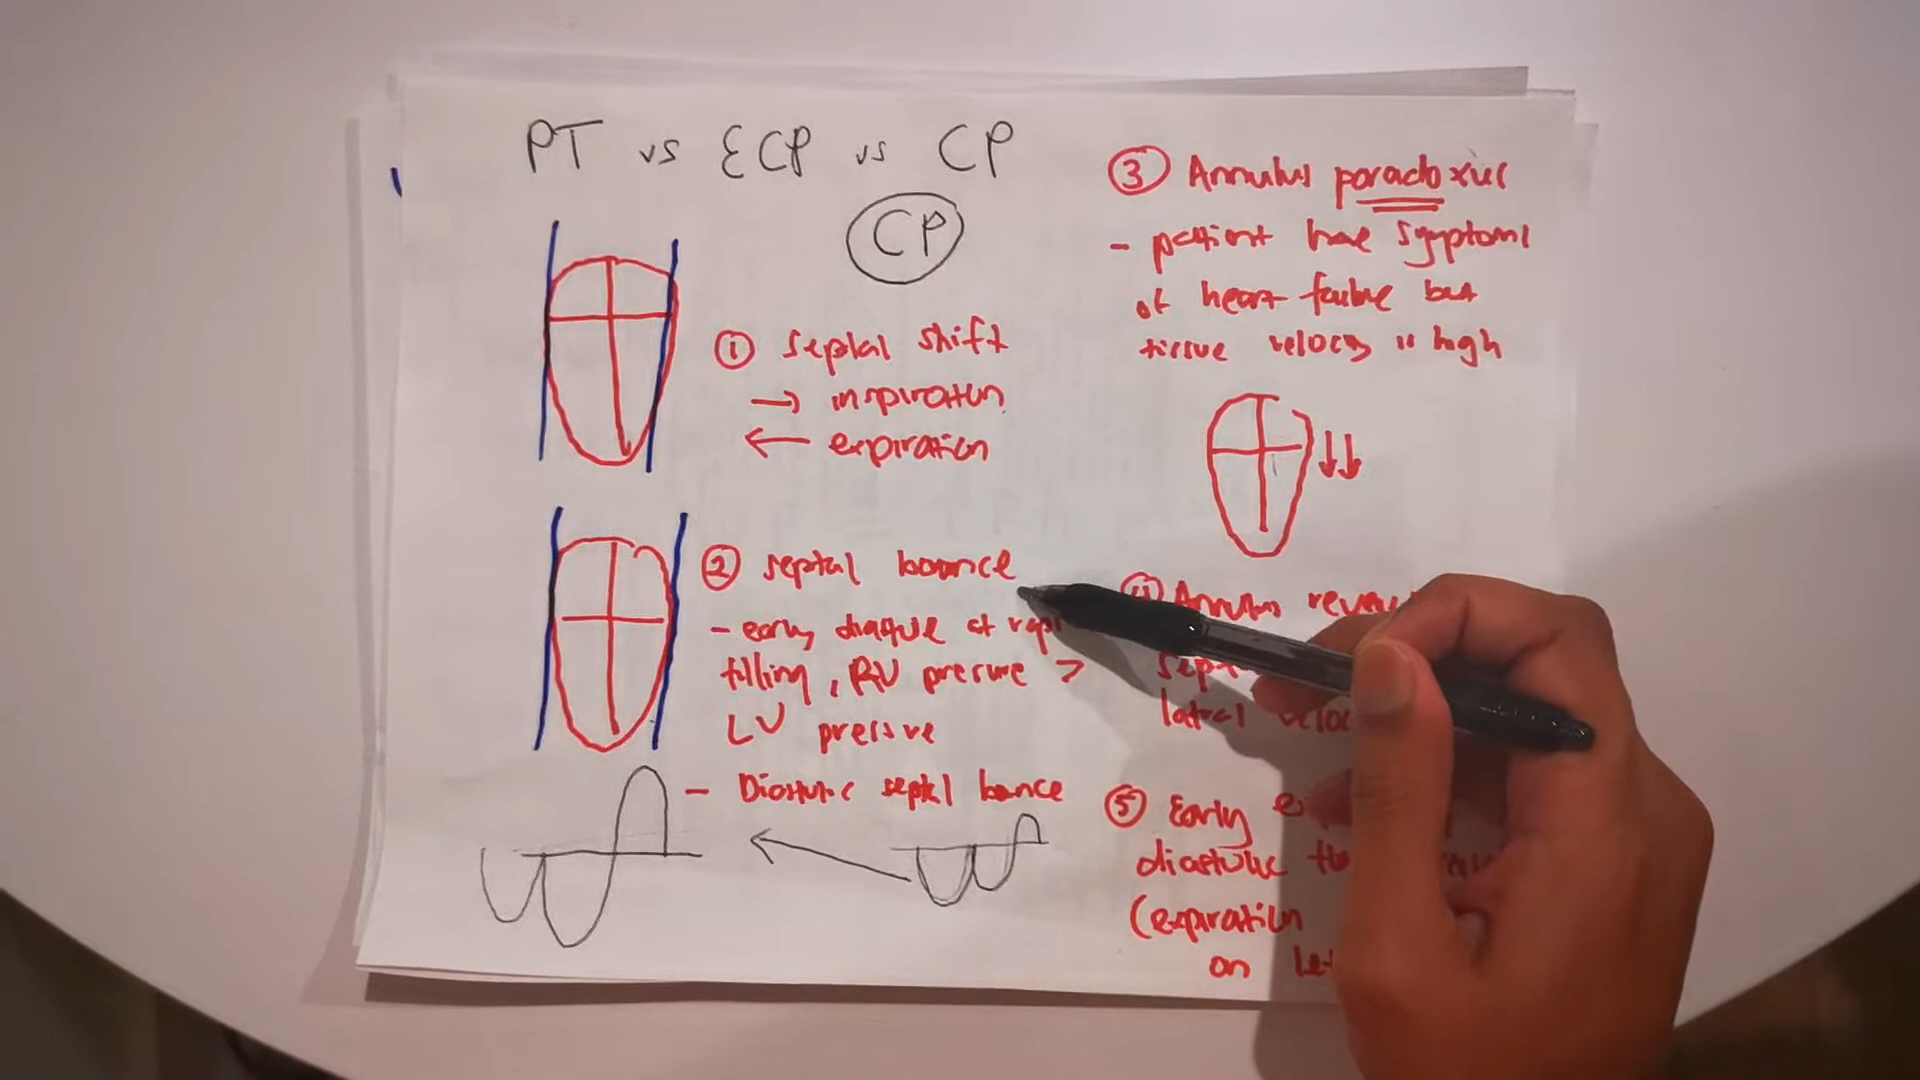 PT vs ECP vs CP
CP
① septal shift
→ inspiration
← expiration
② septal bounce
- early diastole at
filling, RV pressure >
LV pressure
- Diastolic septal bounce
③ Annulus paradoxus
- patient have symptoms
of heart failure but
tissue velocity is high
④ Annulus
lateral
⑤ Early
diastolic
(expiration
on